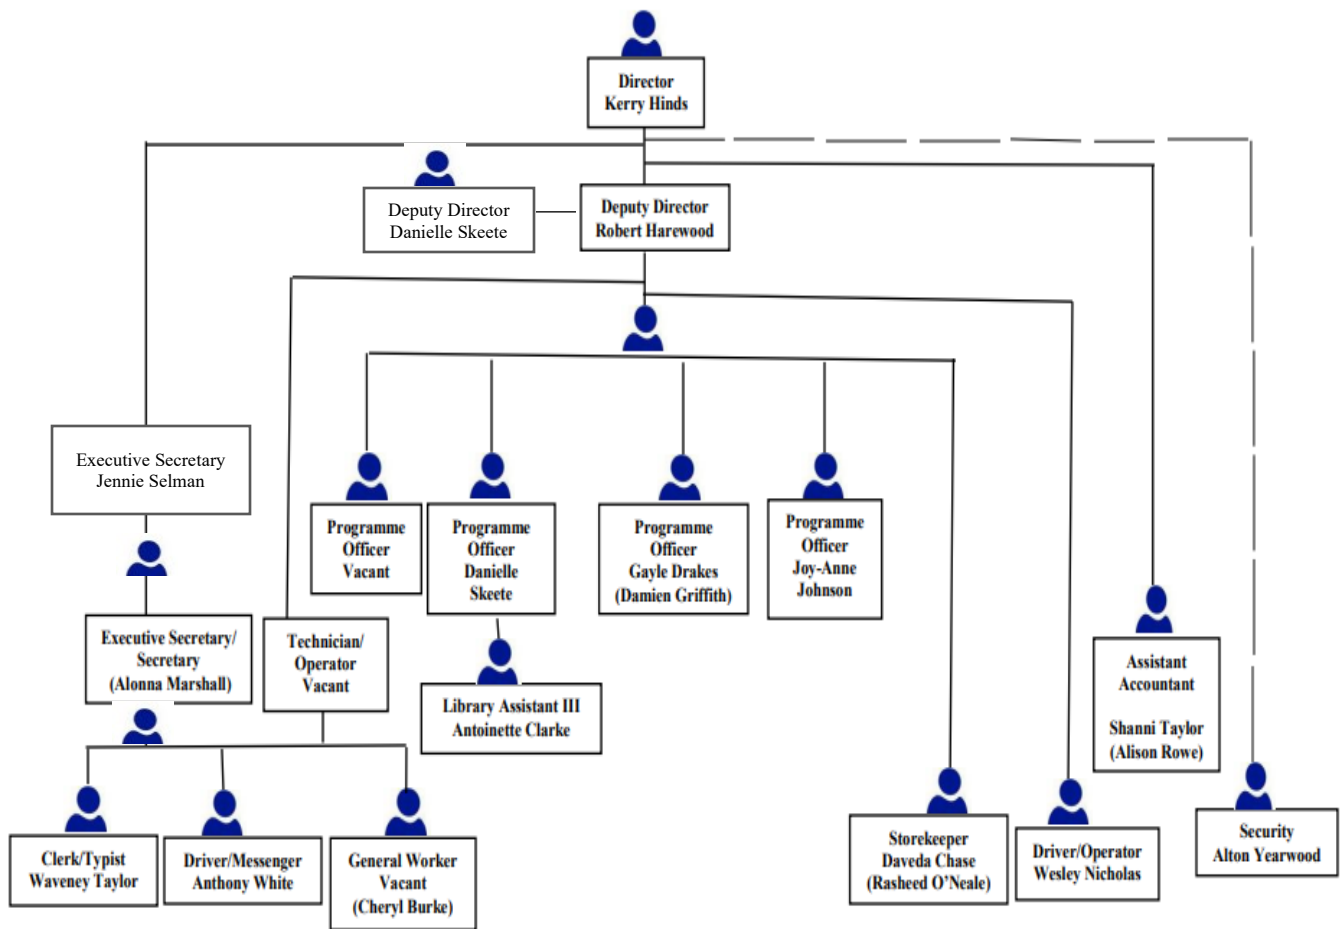 Director
Kerry Hinds
Deputy Director
Danielle Skeete
Deputy Director
Robert Harewood
Executive Secretary
Jennie Selman
Programme
Officer
Vacant
Programme
Officer
Danielle
Skeete
Programme
Officer
Gayle Drakes
(Damien Griffith)
Programme
Officer
Joy-Anne
Johnson
Executive Secretary/
Secretary
(Alonna Marshall)
Technician/
Operator
Vacant
Library Assistant III
Antoinette Clarke
Assistant
Accountant
Shanni Taylor
(Alison Rowe)
Clerk/Typist
Waveney Taylor
Driver/Messenger
Anthony White
General Worker
Vacant
(Cheryl Burke)
Storekeeper
Daveda Chase
(Rasheed O’Neale)
Driver/Operator
Wesley Nicholas
Security
Alton Yearwood